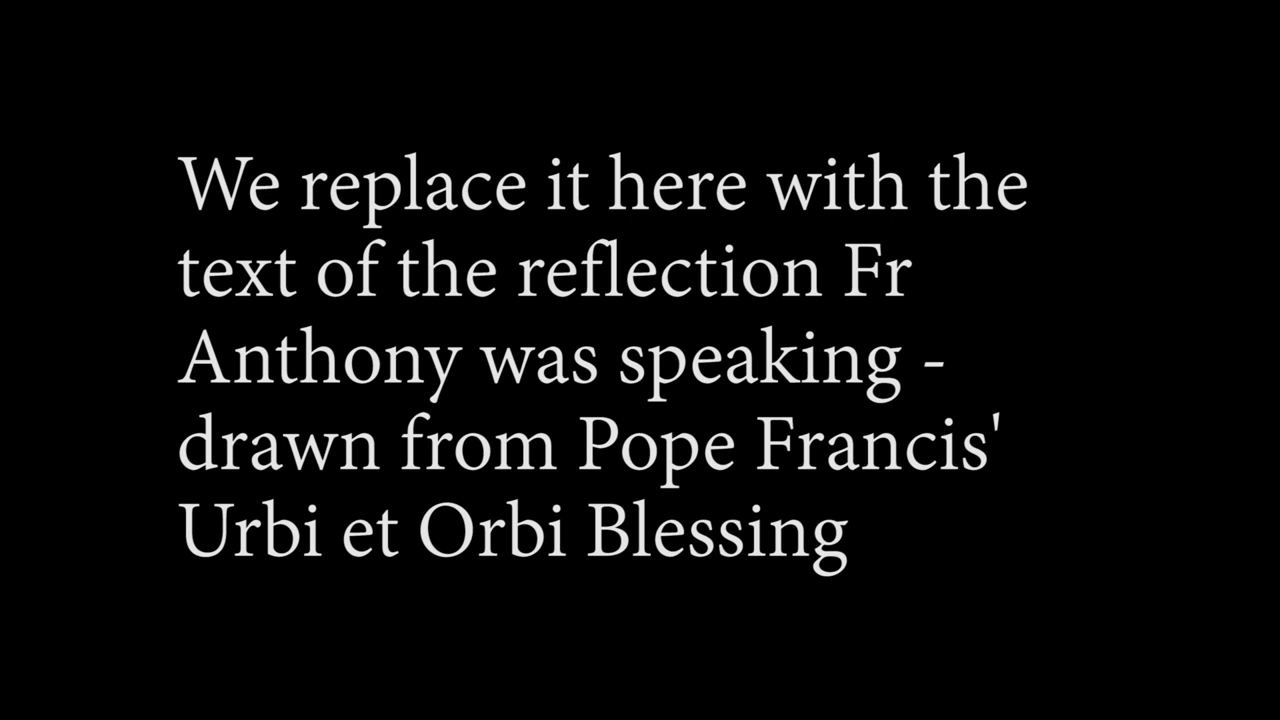 We replace it here with the
text of the reflection Fr
Anthony was speaking -
drawn from Pope Francis'
Urbi et Orbi Blessing